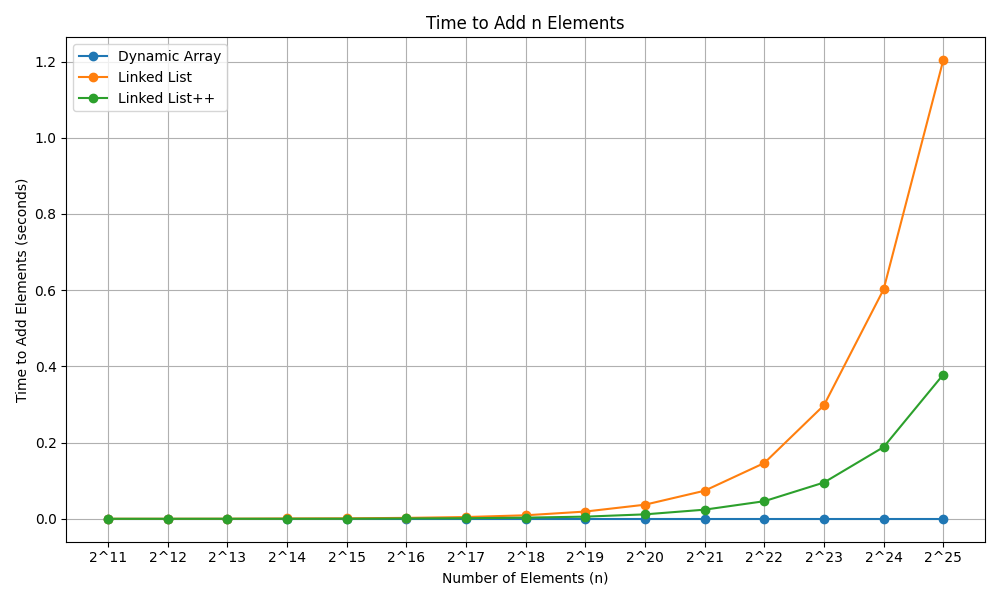 Time to Add n Elements
Dynamic Array
Linked List
Linked List++
Time to Add Elements (seconds)
1.2
1.0
0.8
0.6
0.4
0.2
0.0
2^11 2^12 2^13 2^14 2^15 2^16 2^17 2^18 2^19 2^20 2^21 2^22 2^23 2^24 2^25
Number of Elements (n)